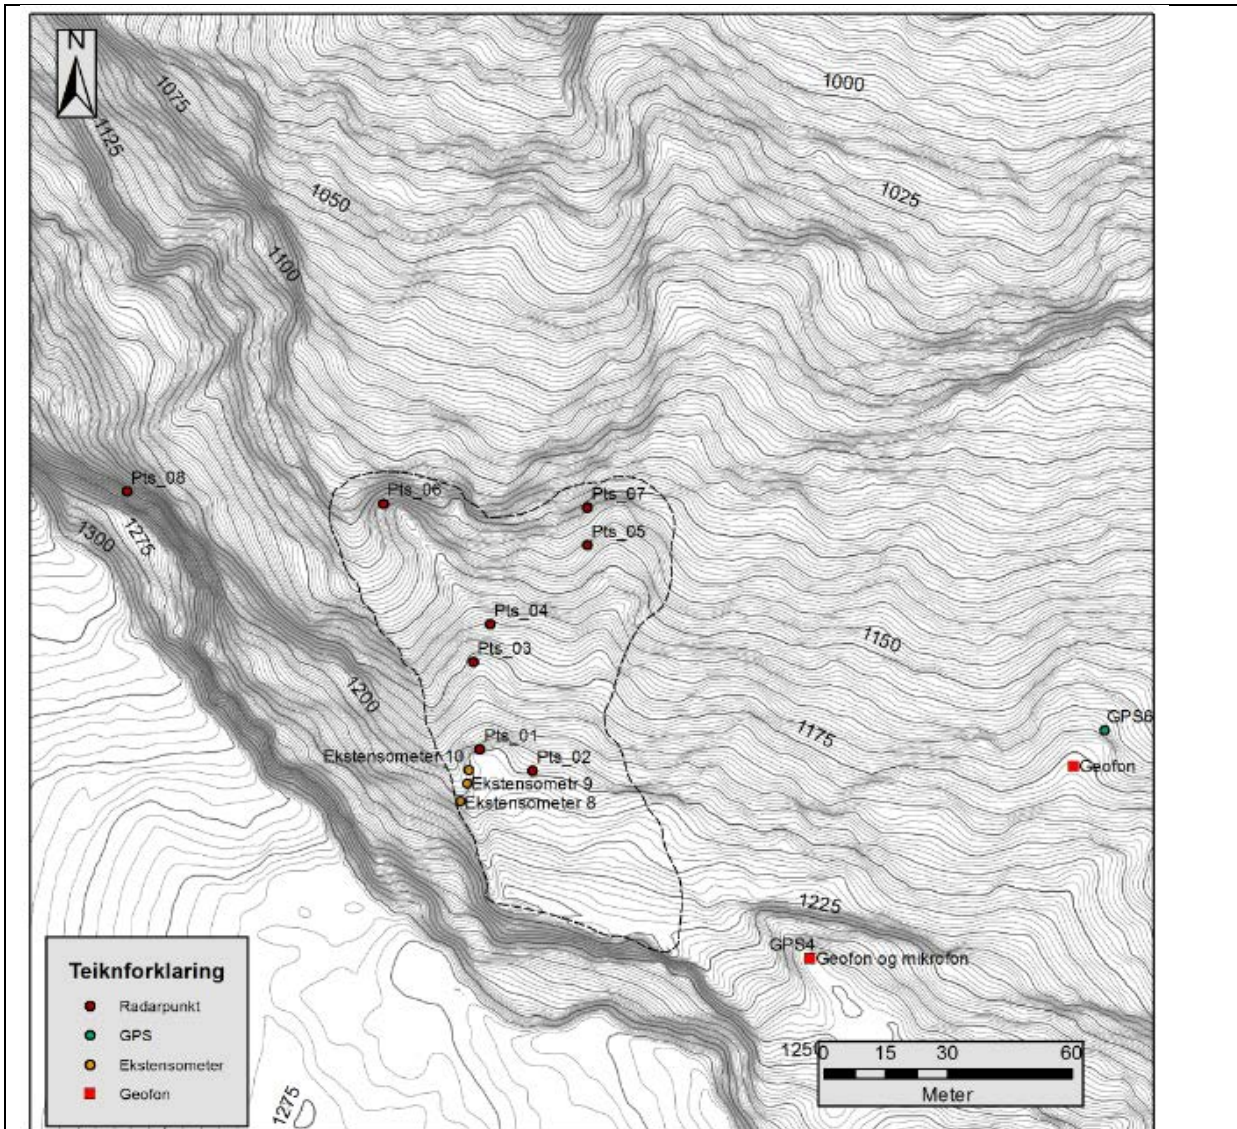 N
1000
1075
1125
1050
1025
1100
Pts_08
Pts_06
Pts_07
1275
1300
Pts_05
Pts_04
1150
Pts_03
1200
GPS6
1175
Pts_01
Ekstensometer 10
Pts_02
Geofon
Ekstensometr 9
Ekstensometer 8
1225
GPS4
Geofon og mikrofon
Teiknforklaring
Radarpunkt
GPS
Ekstensometer
Geofon
1250
0 15 30 60
Meter
1275